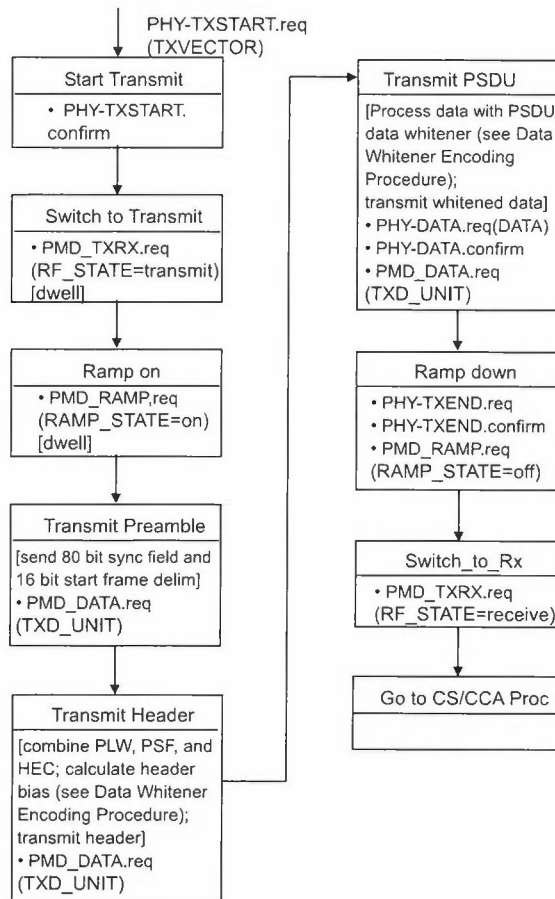 PHY-TXSTART.req
(TXVECTOR)
Start Transmit
• PHY-TXSTART.
confirm
Switch to Transmit
• PMD_TXRX.req
(RF_STATE=transmit)
[dwell]
Ramp on
• PMD_RAMP,req
(RAMP_STATE=on)
[dwell]
Transmit Preamble
[send 80 bit sync field and
16 bit start frame delim]
• PMD_DATA.req
(TXD_UNIT)
Transmit Header
[combine PLW, PSF, and
HEC; calculate header
bias (see Data Whitener
Encoding Procedure);
transmit header]
• PMD_DATA.req
(TXD_UNIT)
Transmit PSDU
[Process data with PSDU
data whitener (see Data
Whitener Encoding
Procedure);
transmit whitened data]
• PHY-DATA.req(DATA)
• PHY-DATA.confirm
• PMD_DATA.req
(TXD_UNIT)
Ramp down
• PHY-TXEND.req
• PHY-TXEND.confirm
• PMD_RAMP.req
(RAMP_STATE=off)
Switch_to_Rx
• PMD_TXRX.req
(RF_STATE=receive)
Go to CS/CCA Proc